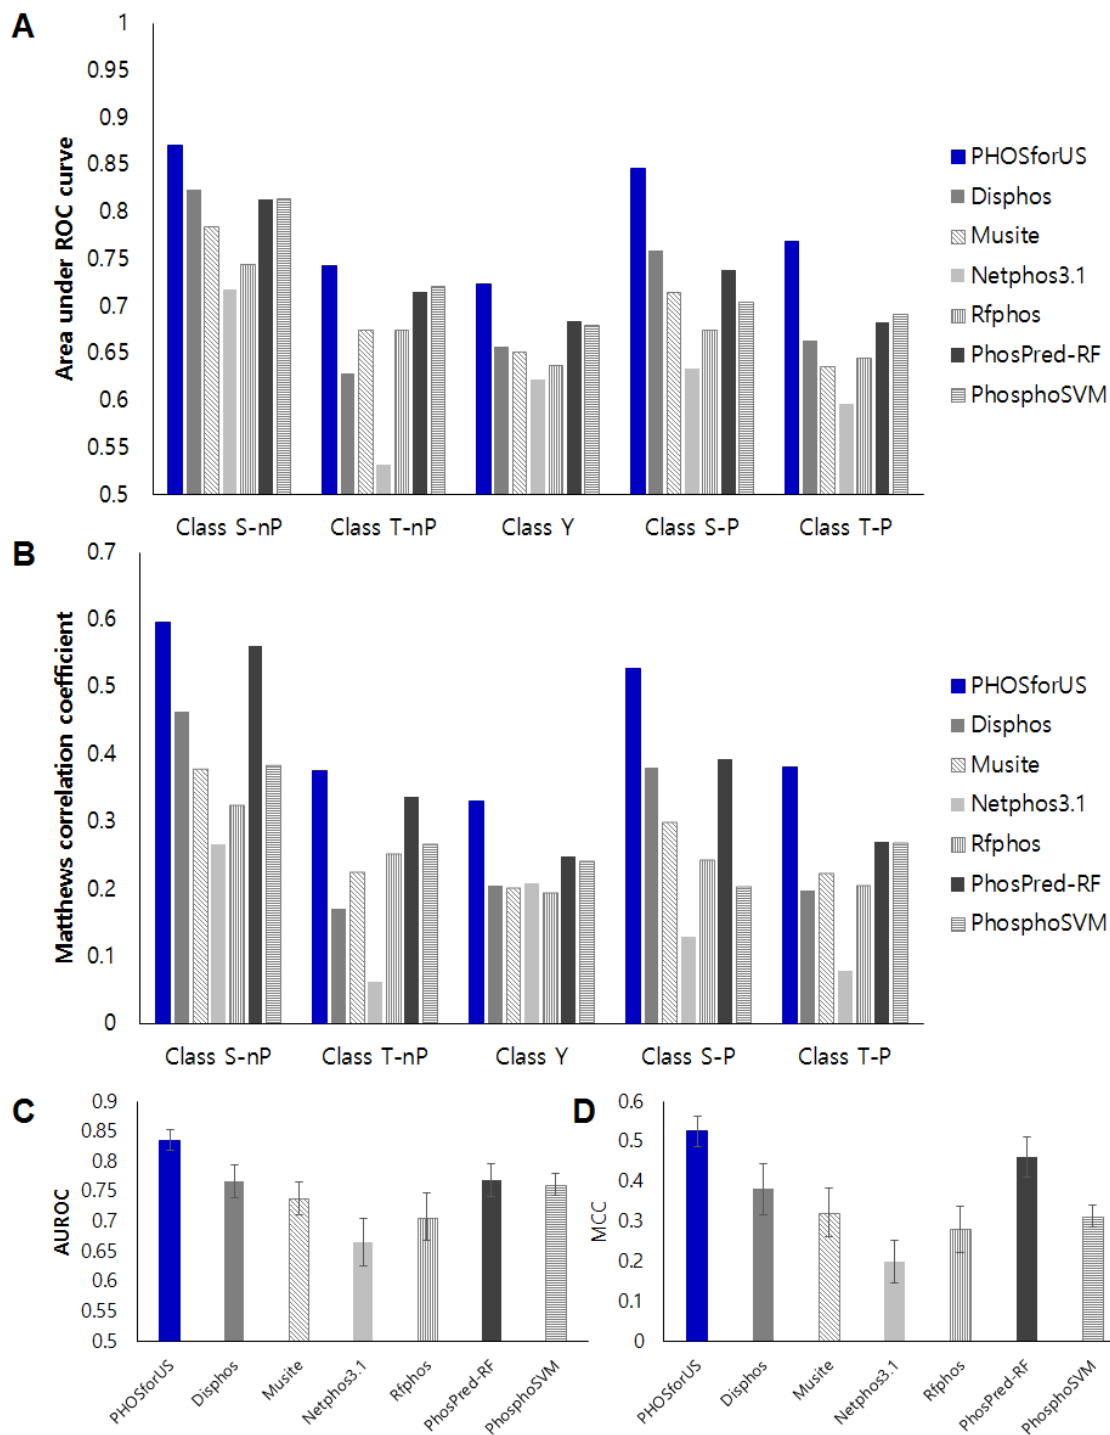 A
Area under ROC curve
1
0.95
0.9
0.85
0.8
0.75
0.7
0.65
0.6
0.55
0.5
Class S-nP Class T-nP Class Y Class S-P Class T-P
PHOSforUS
Disphos
Musite
Netphos3.1
Rfphos
PhosPred-RF
PhosphoSVM
B
Matthews correlation coefficient
0.7
0.6
0.5
0.4
0.3
0.2
0.1
0
Class S-nP Class T-nP Class Y Class S-P Class T-P
PHOSforUS
Disphos
Musite
Netphos3.1
Rfphos
PhosPred-RF
PhosphoSVM
C
AUROC
0.9
0.85
0.8
0.75
0.7
0.65
0.6
0.55
0.5
PHOSforUS Disphos Musite Netphos3.1 Rfphos PhosPred-RF PhosphoSVM
D
MCC
0.6
0.5
0.4
0.3
0.2
0.1
0
PHOSforUS Disphos Musite Netphos3.1 Rfphos PhosPred-RF PhosphoSVM